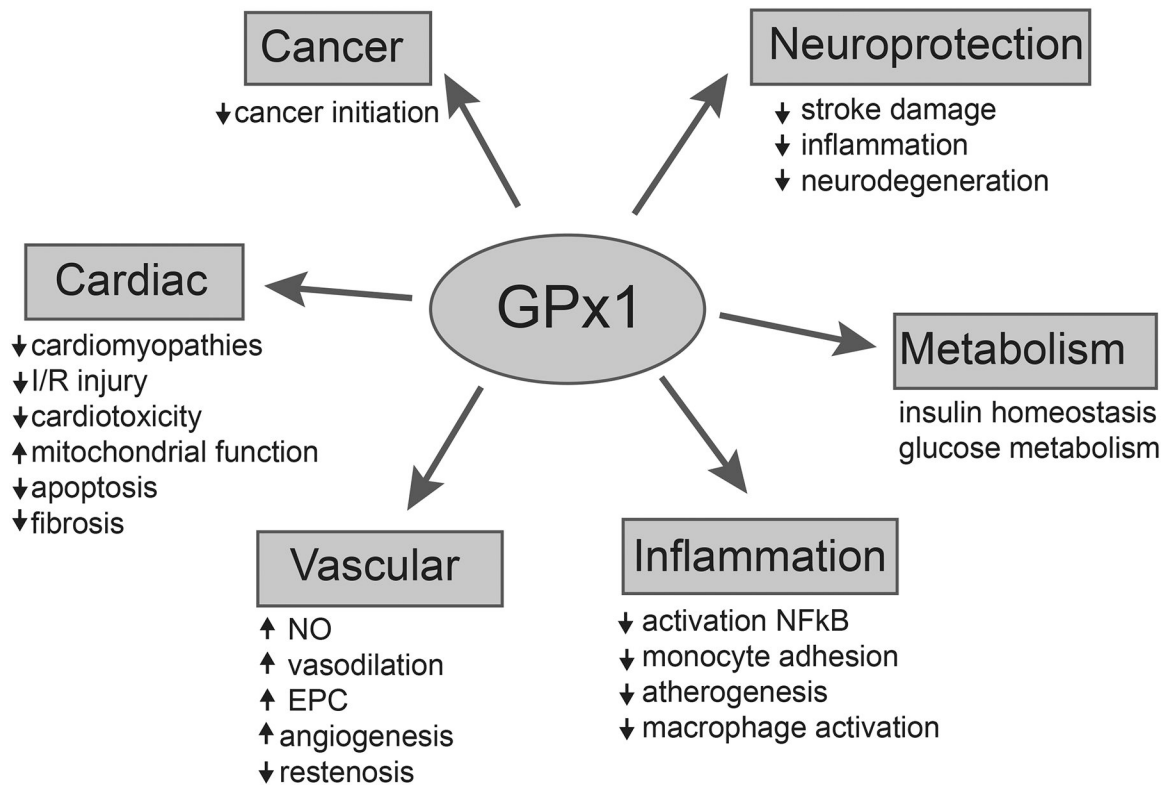 Cancer
↓cancer initiation
Neuroprotection
↓ stroke damage
↓ inflammation
↓ neurodegeneration
Cardiac
↓cardiomyopathies
↓I/R injury
↓cardiotoxicity
↑mitochondrial function
↓apoptosis
↓fibrosis
GPx1
Metabolism
insulin homeostasis
glucose metabolism
Vascular
↑ NO
↑ vasodilation
↑ EPC
↑angiogenesis
↓restenosis
Inflammation
↓ activation NFkB
↓ monocyte adhesion
↓ atherogenesis
↓ macrophage activation